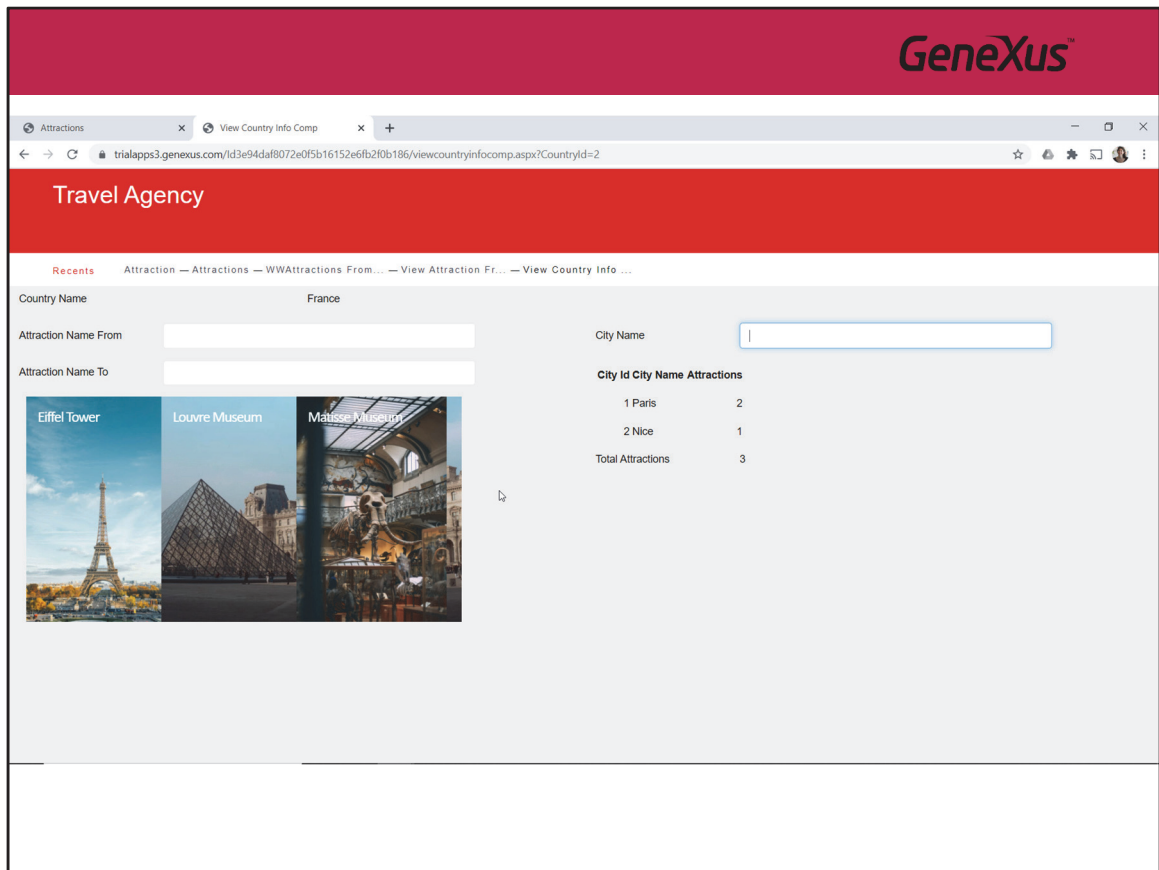 GeneXus™
Attractions
View Country Info Comp
trialapps3.genexus.com/Id3e94daf8072e0f5b16152e6fb2f0b186/viewcountryinfocomp.aspx?CountryId=2
Travel Agency
Recents Attraction — Attractions — WWAttractions From... — View Attraction Fr... — View Country Info ...
Country Name France
Attraction Name From
Attraction Name To
Eiffel Tower
Louvre Museum
Matisse Museum
City Name
City Id City Name Attractions
1 Paris 2
2 Nice 1
Total Attractions 3